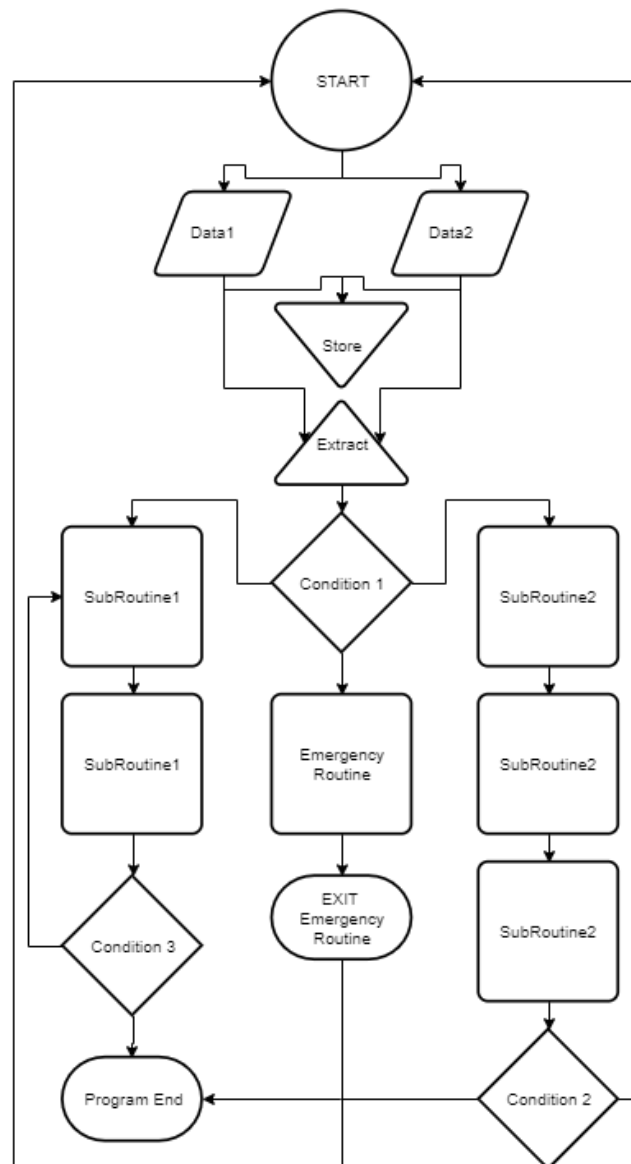 START
Data1
Data2
Store
Extract
Condition 1
SubRoutine1
SubRoutine2
SubRoutine1
Emergency
Routine
SubRoutine2
EXIT
Emergency
Routine
SubRoutine2
Condition 3
Program End
Condition 2